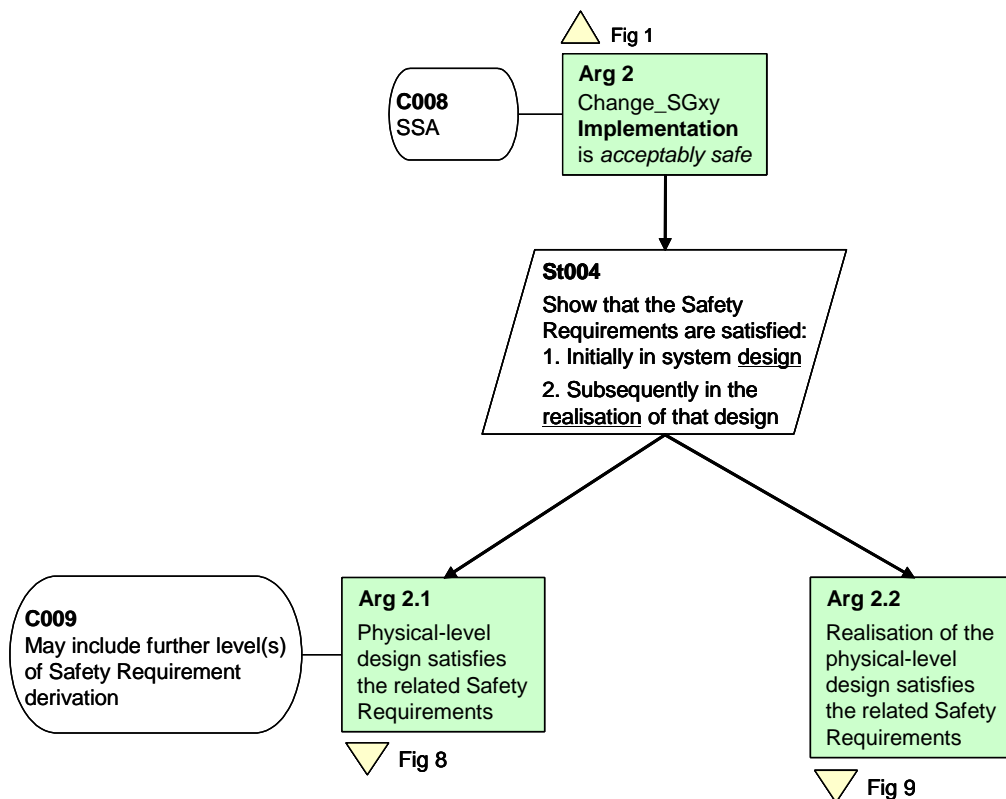 Fig 1
Arg 2
Change_SGxy
Implementation
is acceptably safe
C008
SSA
St004
Show that the Safety
Requirements are satisfied:
1. Initially in system design
2. Subsequently in the
realisation of that design
C009
May include further level(s)
of Safety Requirement
derivation
Arg 2.1
Physical-level
design satisfies
the related Safety
Requirements
Fig 8
Arg 2.2
Realisation of the
physical-level
design satisfies
the related Safety
Requirements
Fig 9